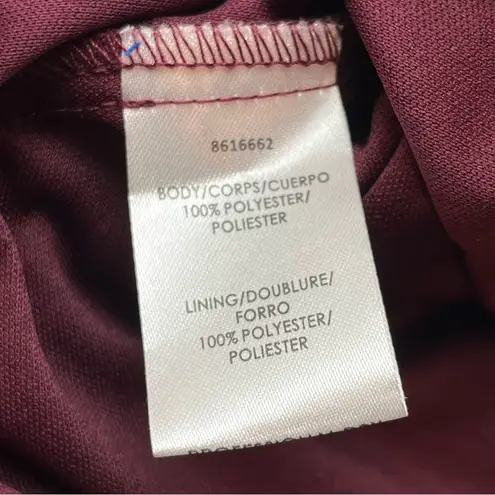 8616662
BODY/CORPS/CUERPO
100% POLYESTER/
POLIESTER
LINING/DOUBLURE/
FORRO
100% POLYESTER/
POLIESTER